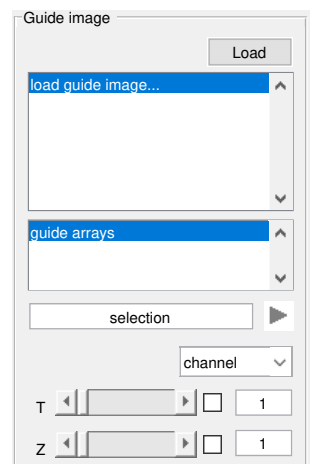 Guide image
Load
load guide image...
guide arrays
selection
channel
T 1
Z 1